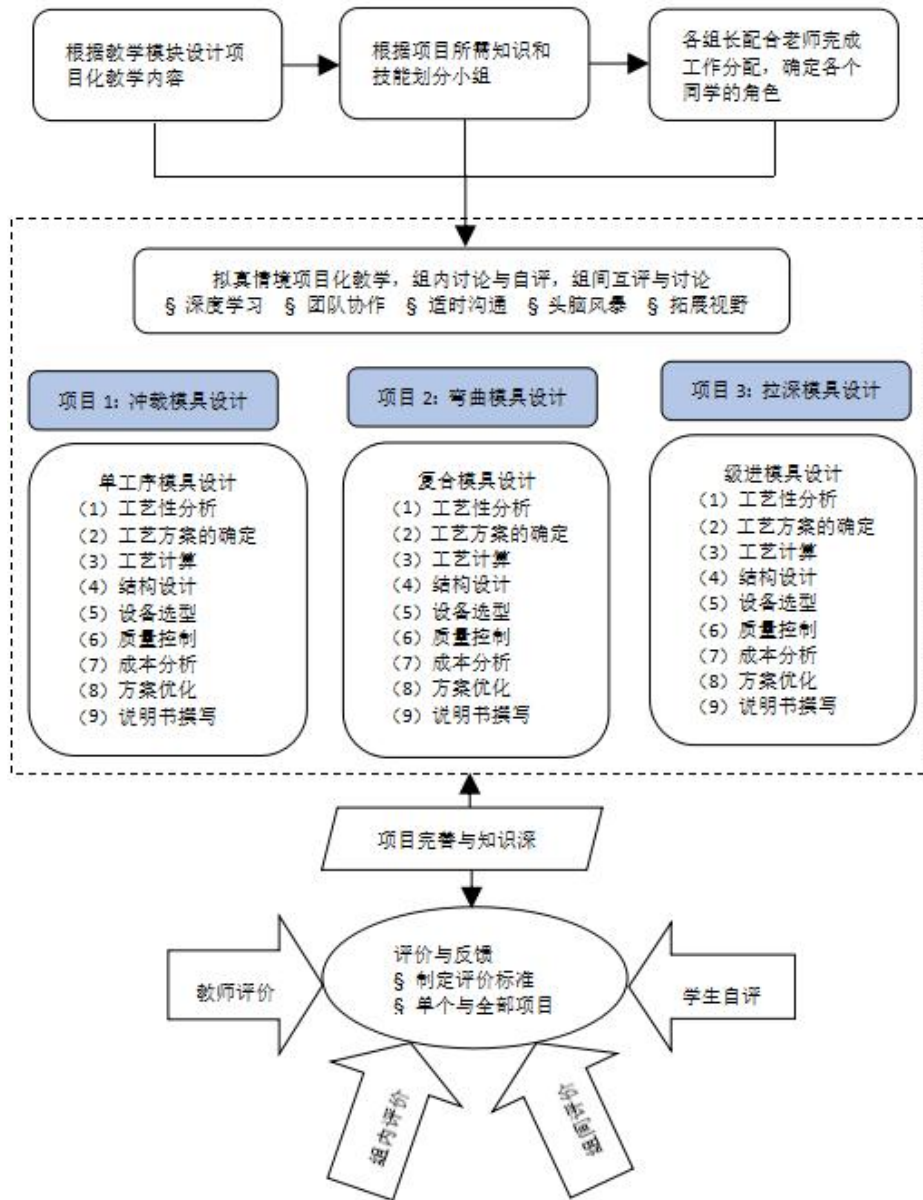 根据教学模块设计项
目化教学内容
根据项目所需知识和
技能划分小组
各组长配合老师完成
工作分配，确定各个
同学的角色
拟真情境项目化教学，组内讨论与自评，组间互评与讨论
§ 深度学习 § 团队协作 § 适时沟通 § 头脑风暴 § 拓展视野
项目 1：冲裁模具设计
项目 2：弯曲模具设计
项目 3：拉深模具设计
单工序模具设计
（1）工艺性分析
（2）工艺方案的确定
（3）工艺计算
（4）结构设计
（5）设备选型
（6）质量控制
（7）成本分析
（8）方案优化
（9）说明书撰写
复合模具设计
（1）工艺性分析
（2）工艺方案的确定
（3）工艺计算
（4）结构设计
（5）设备选型
（6）质量控制
（7）成本分析
（8）方案优化
（9）说明书撰写
级进模具设计
（1）工艺性分析
（2）工艺方案的确定
（3）工艺计算
（4）结构设计
（5）设备选型
（6）质量控制
（7）成本分析
（8）方案优化
（9）说明书撰写
项目完善与知识深
评价与反馈
§ 制定评价标准
§ 单个与全部项目
教师评价
学生自评
组内评价
组间评价